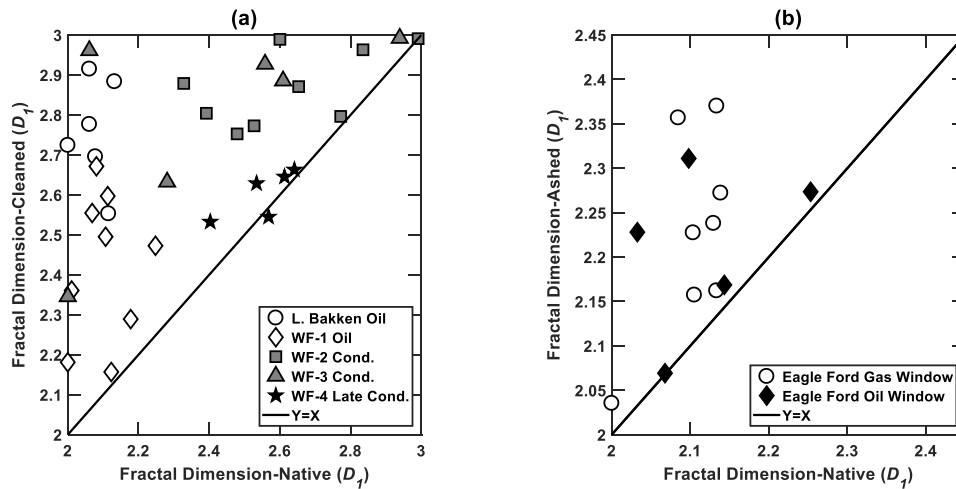 (a)
3
2.9
2.8
2.7
2.6
2.5
2.4
2.3
2.2
2.1
2
2
2.2
2.4
2.6
2.8
3
Fractal Dimension-Cleaned (D1)
Fractal Dimension-Native (D1)
L. Bakken Oil
WF-1 Oil
WF-2 Cond.
WF-3 Cond.
WF-4 Late Cond.
Y=X
(b)
2.45
2.4
2.35
2.3
2.25
2.2
2.15
2.1
2.05
2
2
2.1
2.2
2.3
2.4
Fractal Dimension-Ashed (D1)
Fractal Dimension-Native (D1)
Eagle Ford Gas Window
Eagle Ford Oil Window
Y=X